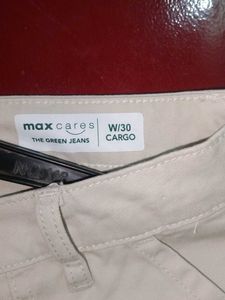 max cares
THE GREEN JEANS
W/30
CARGO